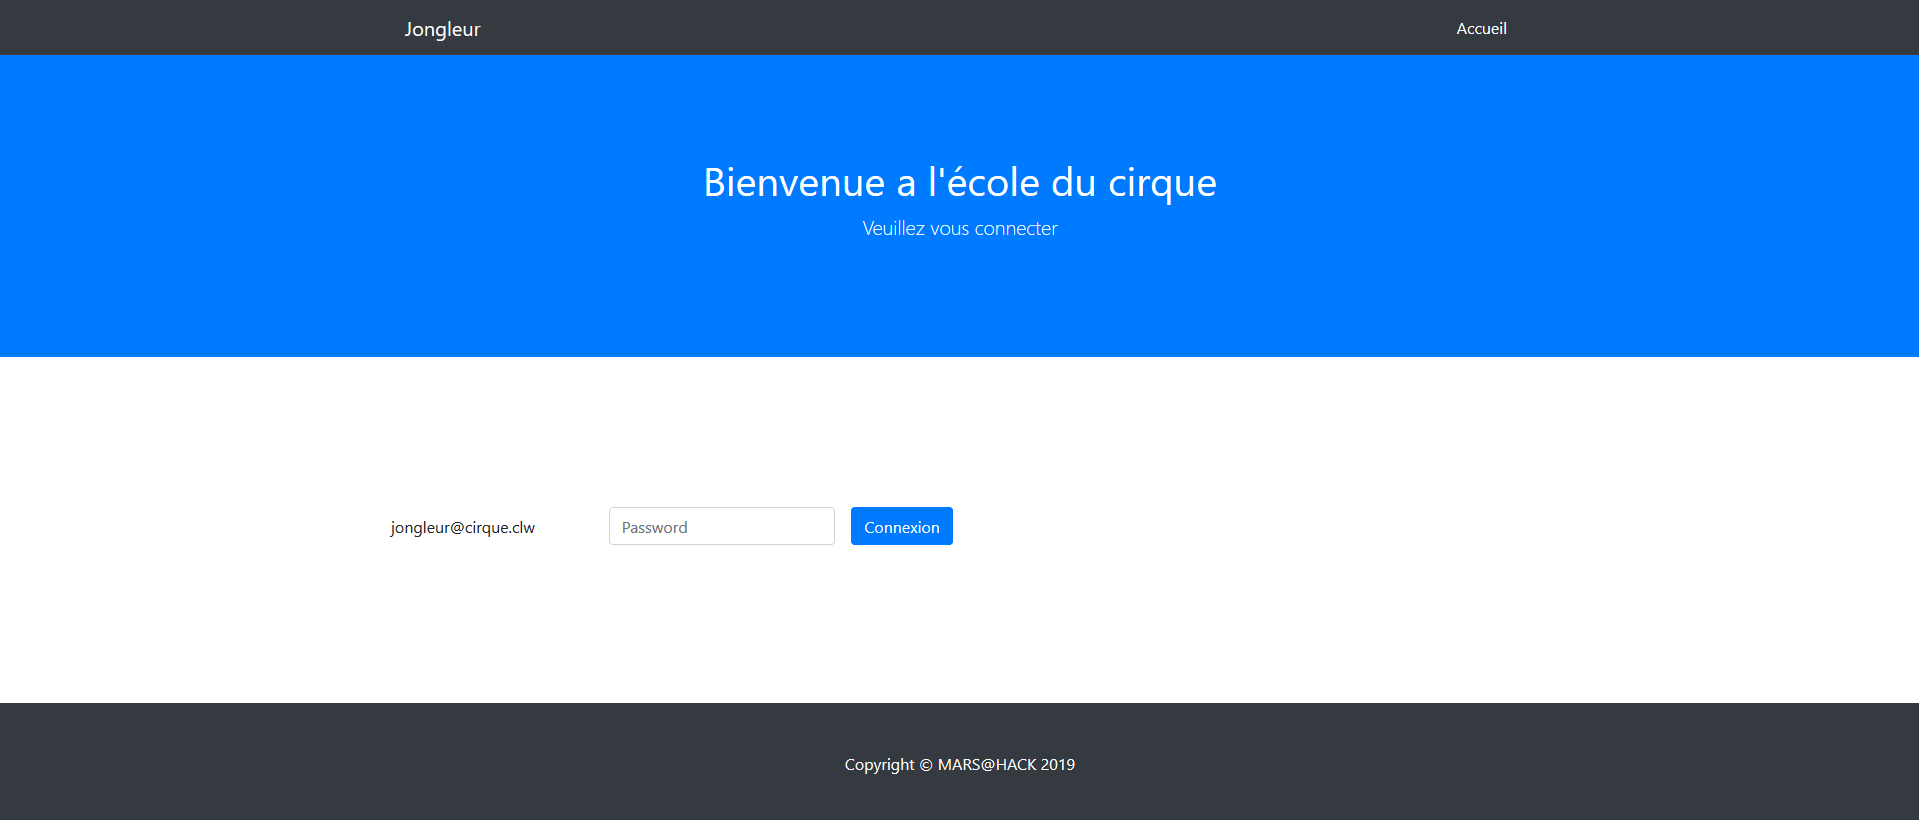 Jongleur
Accueil
Bienvenue a l'école du cirque
Veuillez vous connecter
jongleur@cirque.clw
Password
Connexion
Copyright © MARS@HACK 2019